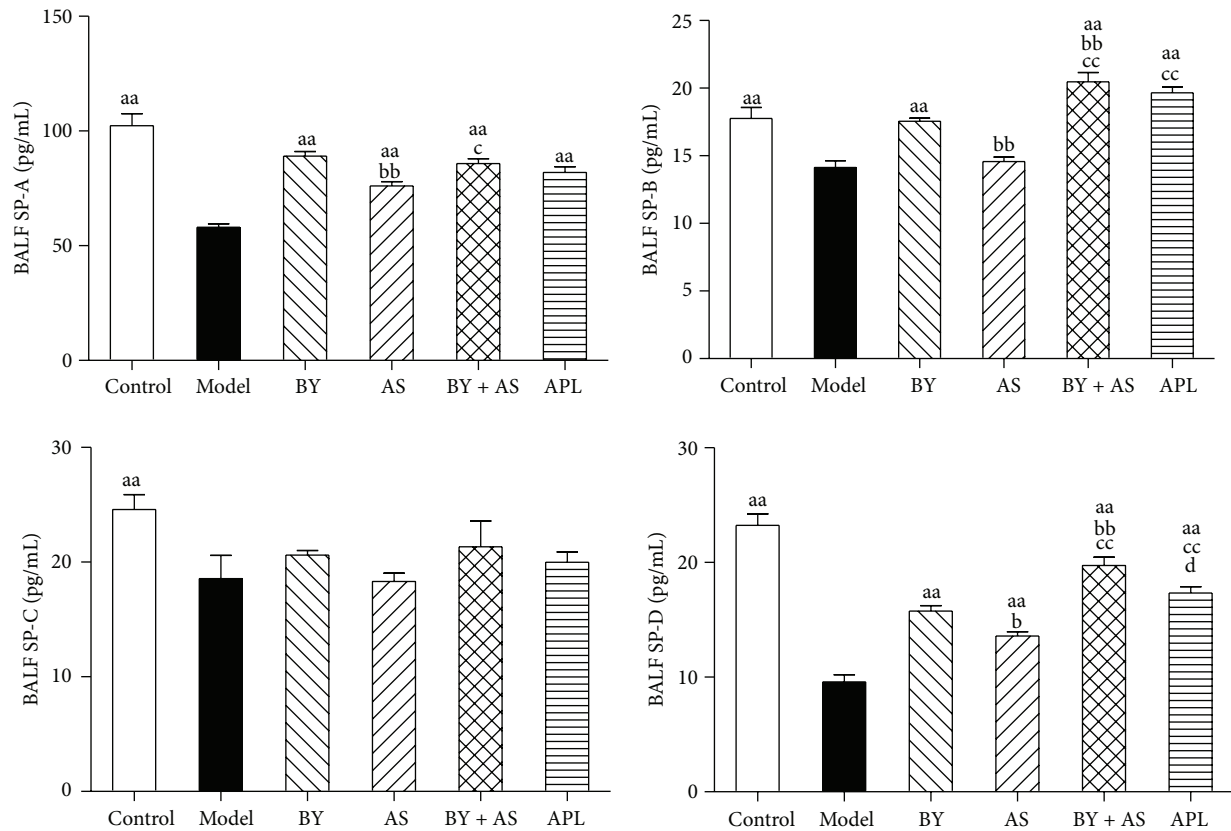 150
100
50
0
BALF SP-A (pg/mL)
aa
aa
aa
bb
aa
c
aa
Control Model BY AS BY + AS APL
25
20
15
10
5
0
BALF SP-B (pg/mL)
aa
aa
bb
aa
bb
cc
aa
cc
Control Model BY AS BY + AS APL
30
20
10
0
BALF SP-C (pg/mL)
aa
Control Model BY AS BY + AS APL
30
20
10
0
BALF SP-D (pg/mL)
aa
aa
aa
b
aa
bb
cc
aa
cc
d
Control Model BY AS BY + AS APL